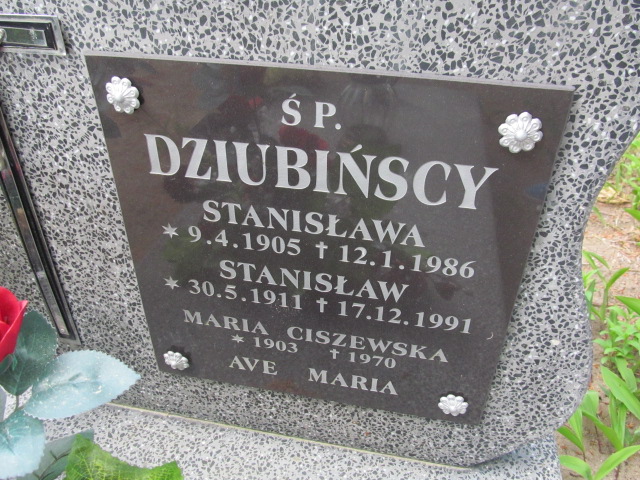 Ś P.
DZIUBIŃSCY
STANISŁAWA
* 9.4.1905 † 12.1.1986
STANISŁAW
* 30.5.1911 † 17.12.1991
MARIA CISZEWSKA
* 1903 † 1970
AVE MARIA